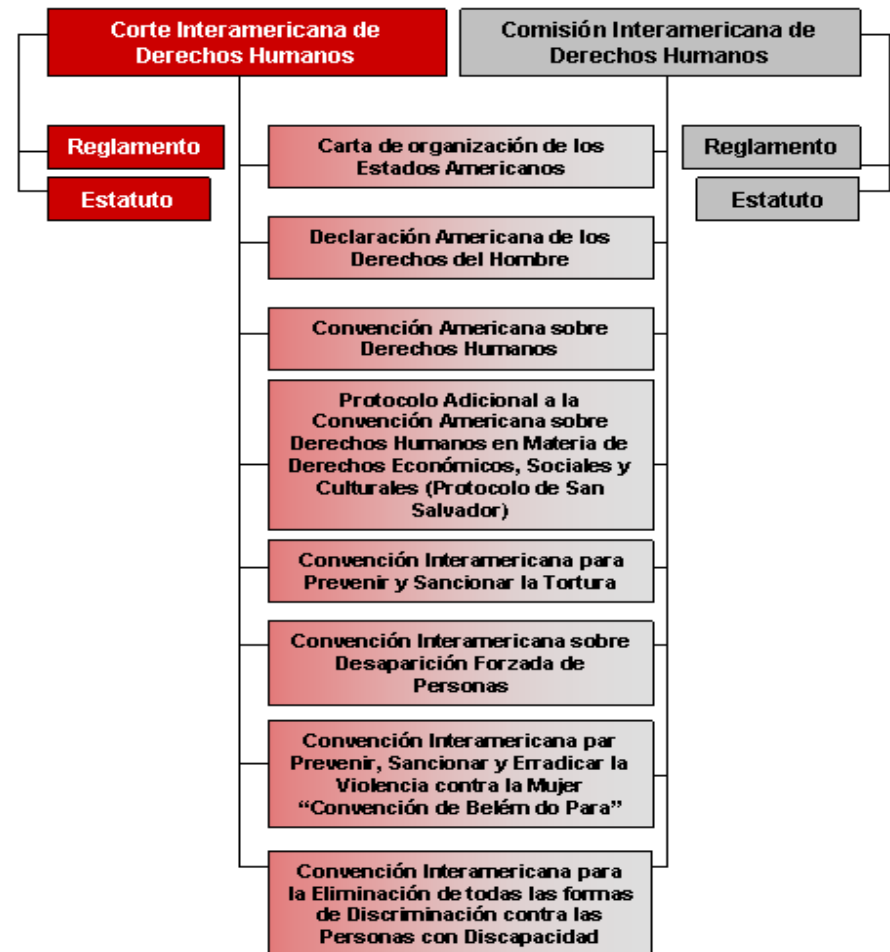 Corte Interamericana de
Derechos Humanos
Comisión Interamericana de
Derechos Humanos
Reglamento
Estatuto
Reglamento
Estatuto
Carta de organización de los
Estados Americanos
Declaración Americana de los
Derechos del Hombre
Convención Americana sobre
Derechos Humanos
Protocolo Adicional a la
Convención Americana sobre
Derechos Humanos en Materia de
Derechos Económicos, Sociales y
Culturales (Protocolo de San
Salvador)
Convención Interamericana para
Prevenir y Sancionar la Tortura
Convención Interamericana sobre
Desaparición Forzada de
Personas
Convención Interamericana par
Prevenir, Sancionar y Erradicar la
Violencia contra la Mujer
“Convención de Belém do Para”
Convención Interamericana para
la Eliminación de todas las formas
de Discriminación contra las
Personas con Discapacidad